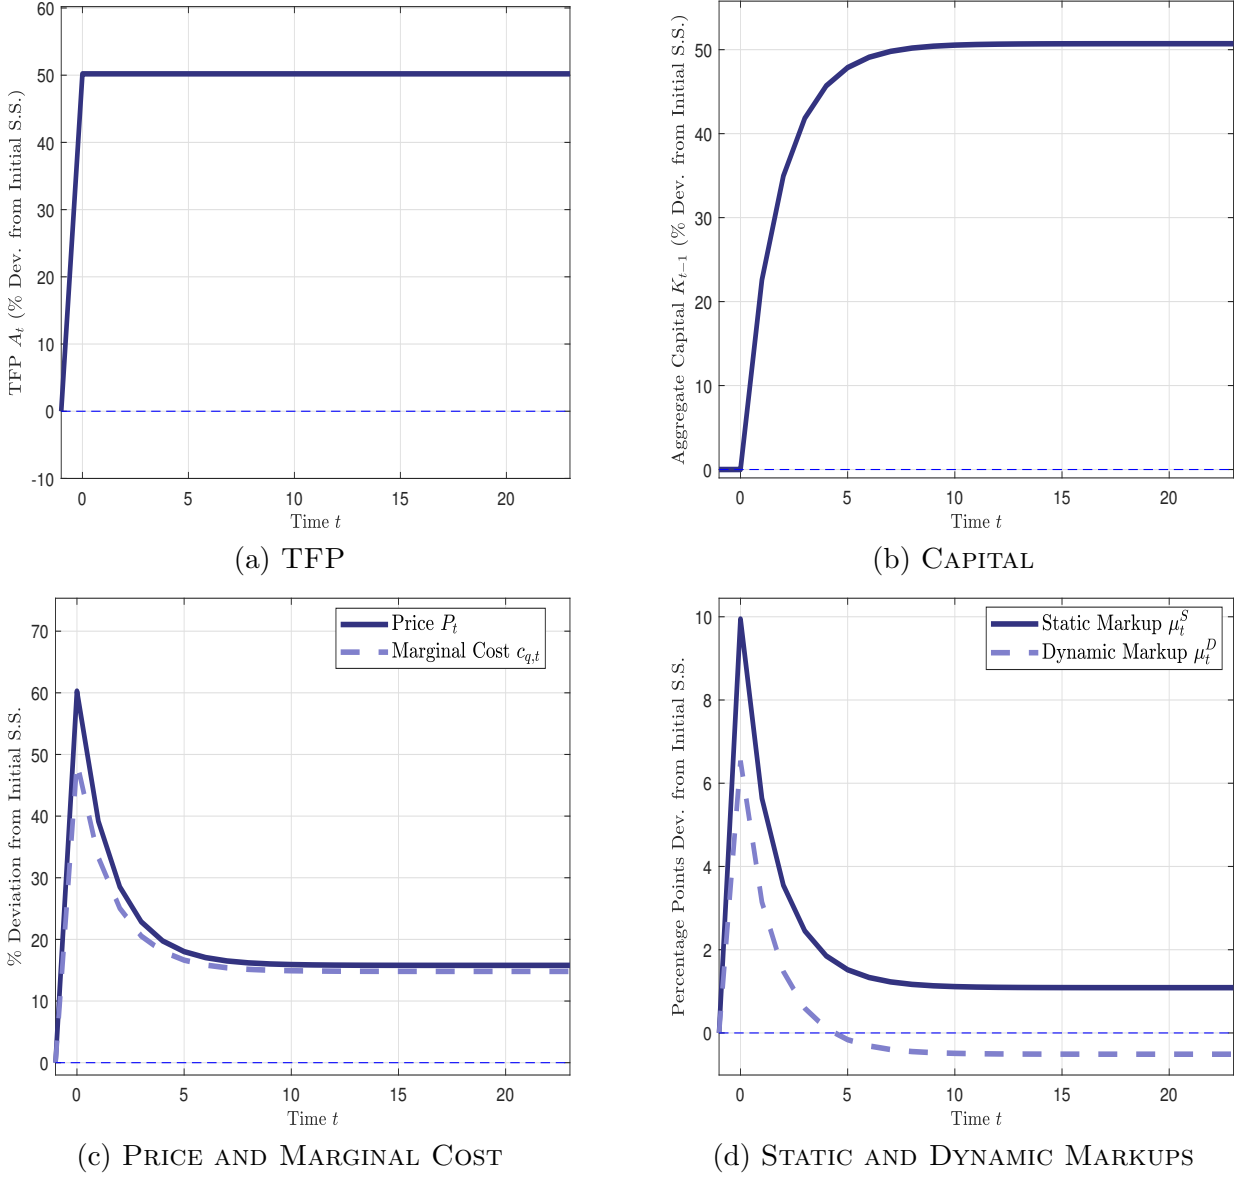 TFP A_t (% Dev. from Initial S.S.)
60
50
40
30
20
10
0
-10
0 5 10 15 20
Time t
(a) TFP
Aggregate Capital K_{t−1} (% Dev. from Initial S.S.)
50
40
30
20
10
0
0 5 10 15 20
Time t
(b) CAPITAL
% Deviation from Initial S.S.
70
60
50
40
30
20
10
0
Price P_t
Marginal Cost c_{q,t}
0 5 10 15 20
Time t
(c) PRICE AND MARGINAL COST
Percentage Points Dev. from Initial S.S.
10
8
6
4
2
0
Static Markup μ_t^S
Dynamic Markup μ_t^D
0 5 10 15 20
Time t
(d) STATIC AND DYNAMIC MARKUPS